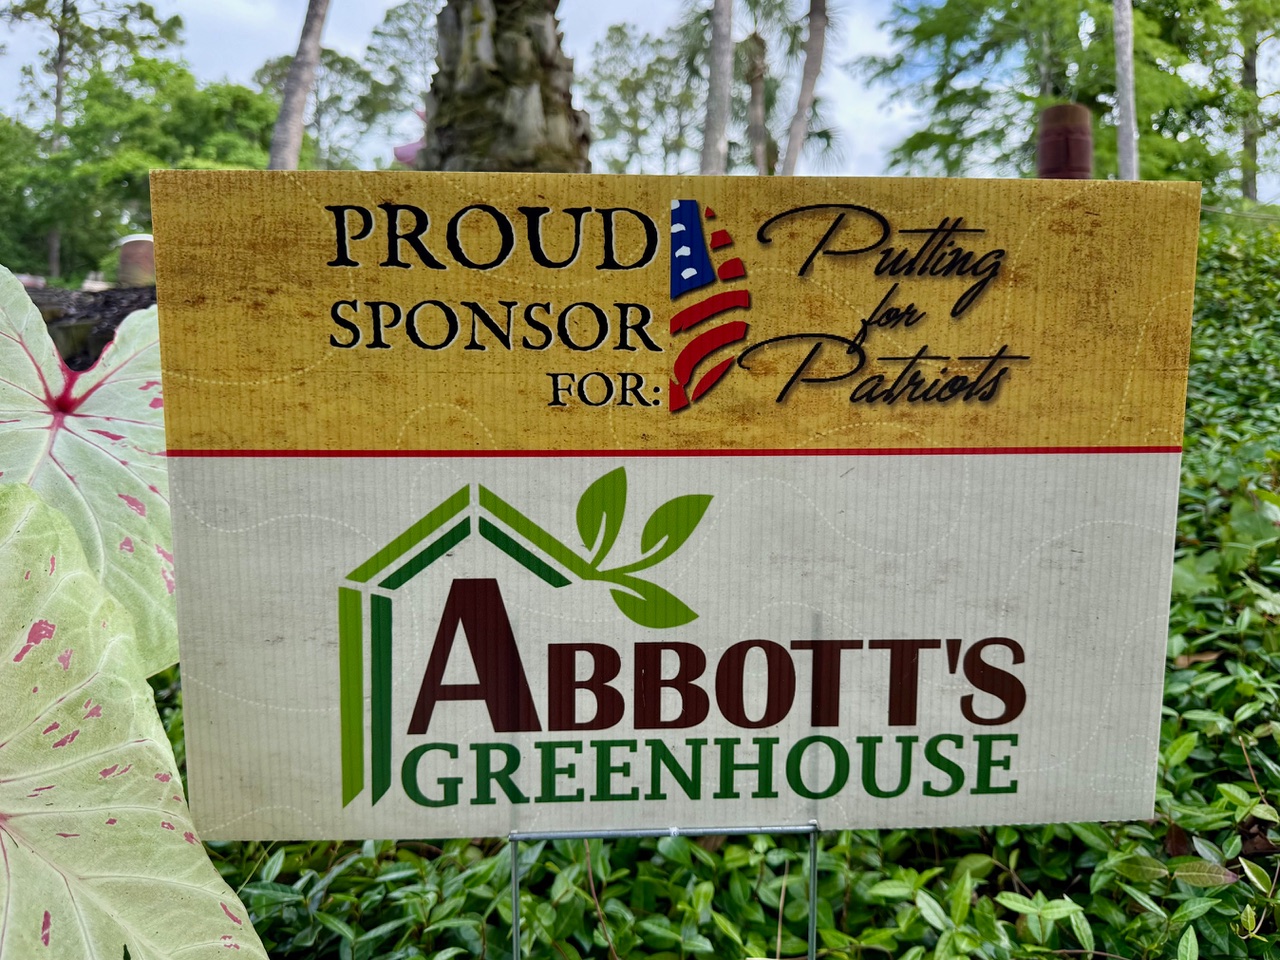 PROUD
SPONSOR
FOR:
Putting
for
Patriots
ABBOTT'S
GREENHOUSE